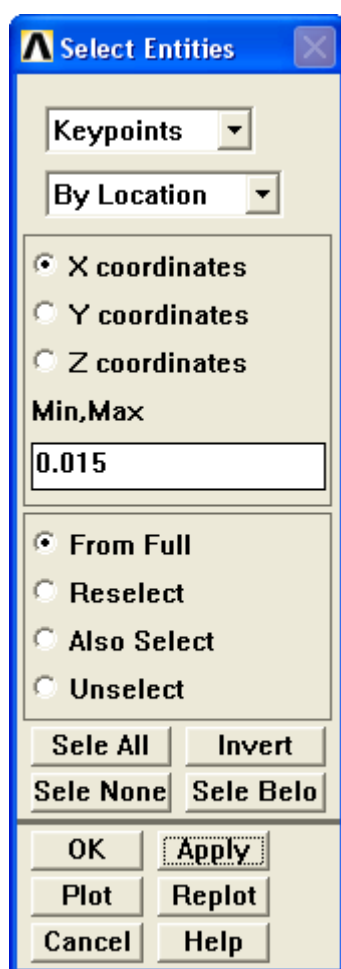 Select Entities
Keypoints
By Location
X coordinates
Y coordinates
Z coordinates
Min,Max
0.015
From Full
Reselect
Also Select
Unselect
Sele All Invert
Sele None Sele Belo
OK Apply
Plot Replot
Cancel Help